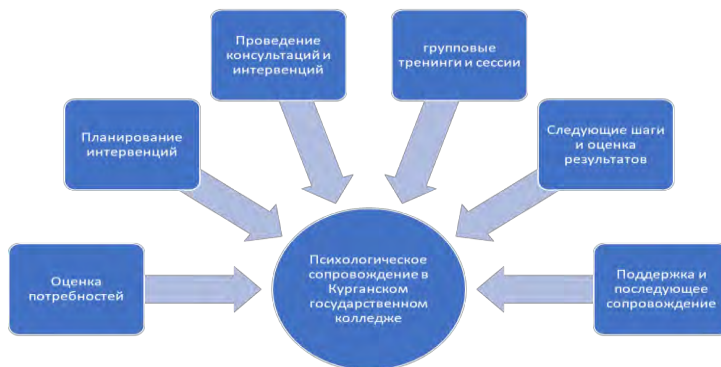 Проведение
консультаций и
интервенций
групповые
тренинги и сессии
Планирование
интервенций
Следующие шаги
и оценка
результатов
Оценка
потребностей
Психологическое
сопровождение в
Курганском
государственном
колледже
Поддержка и
последующее
сопровождение